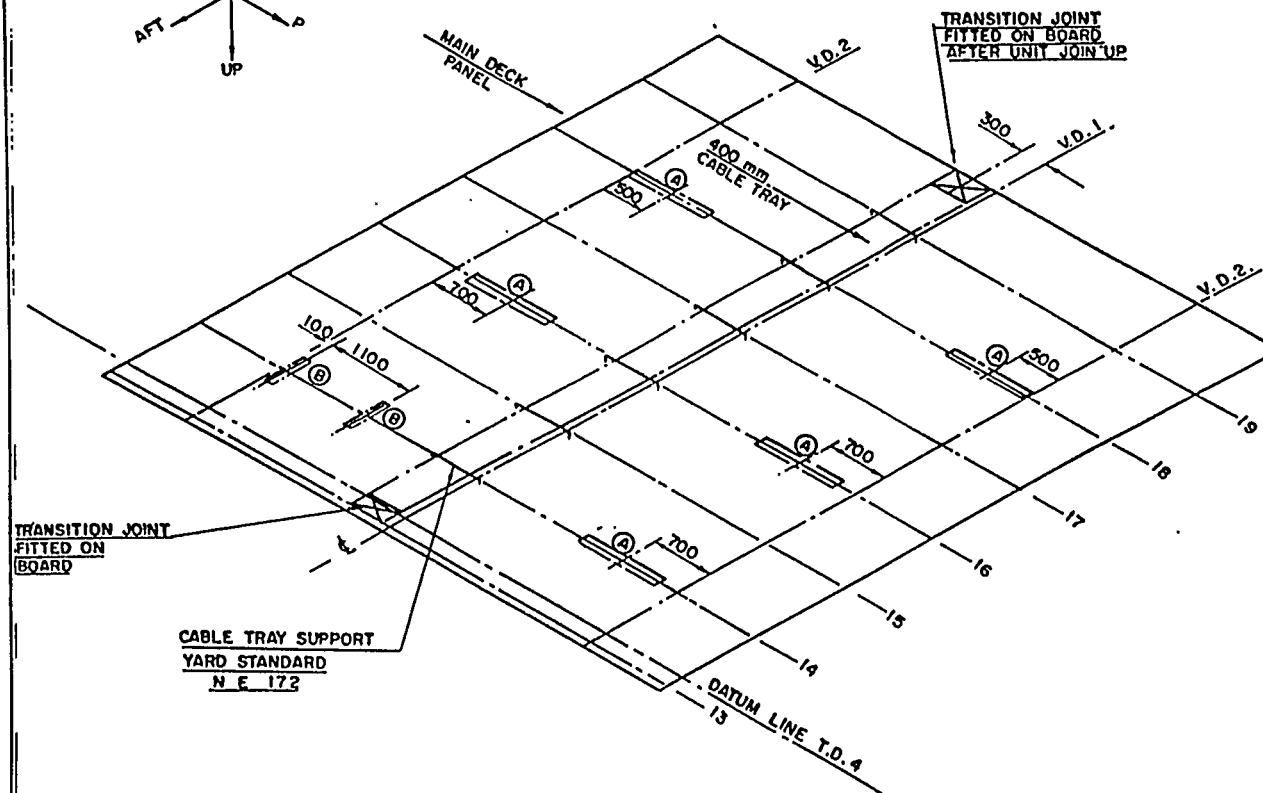 AFT
P
UP
MAIN DECK
PANEL
V.D.2
TRANSITION JOINT
FITTED ON BOARD
AFTER UNIT JOIN UP
300
V.D.1
400 mm
CABLE TRAY
A
500
A
700
V.D.2.
100
1100
B
B
A
500
A
700
A
700
19
18
17
16
15
14
13
TRANSITION JOINT
FITTED ON
BOARD
℄
CABLE TRAY SUPPORT
YARD STANDARD
N E 172
DATUM LINE T.D.4